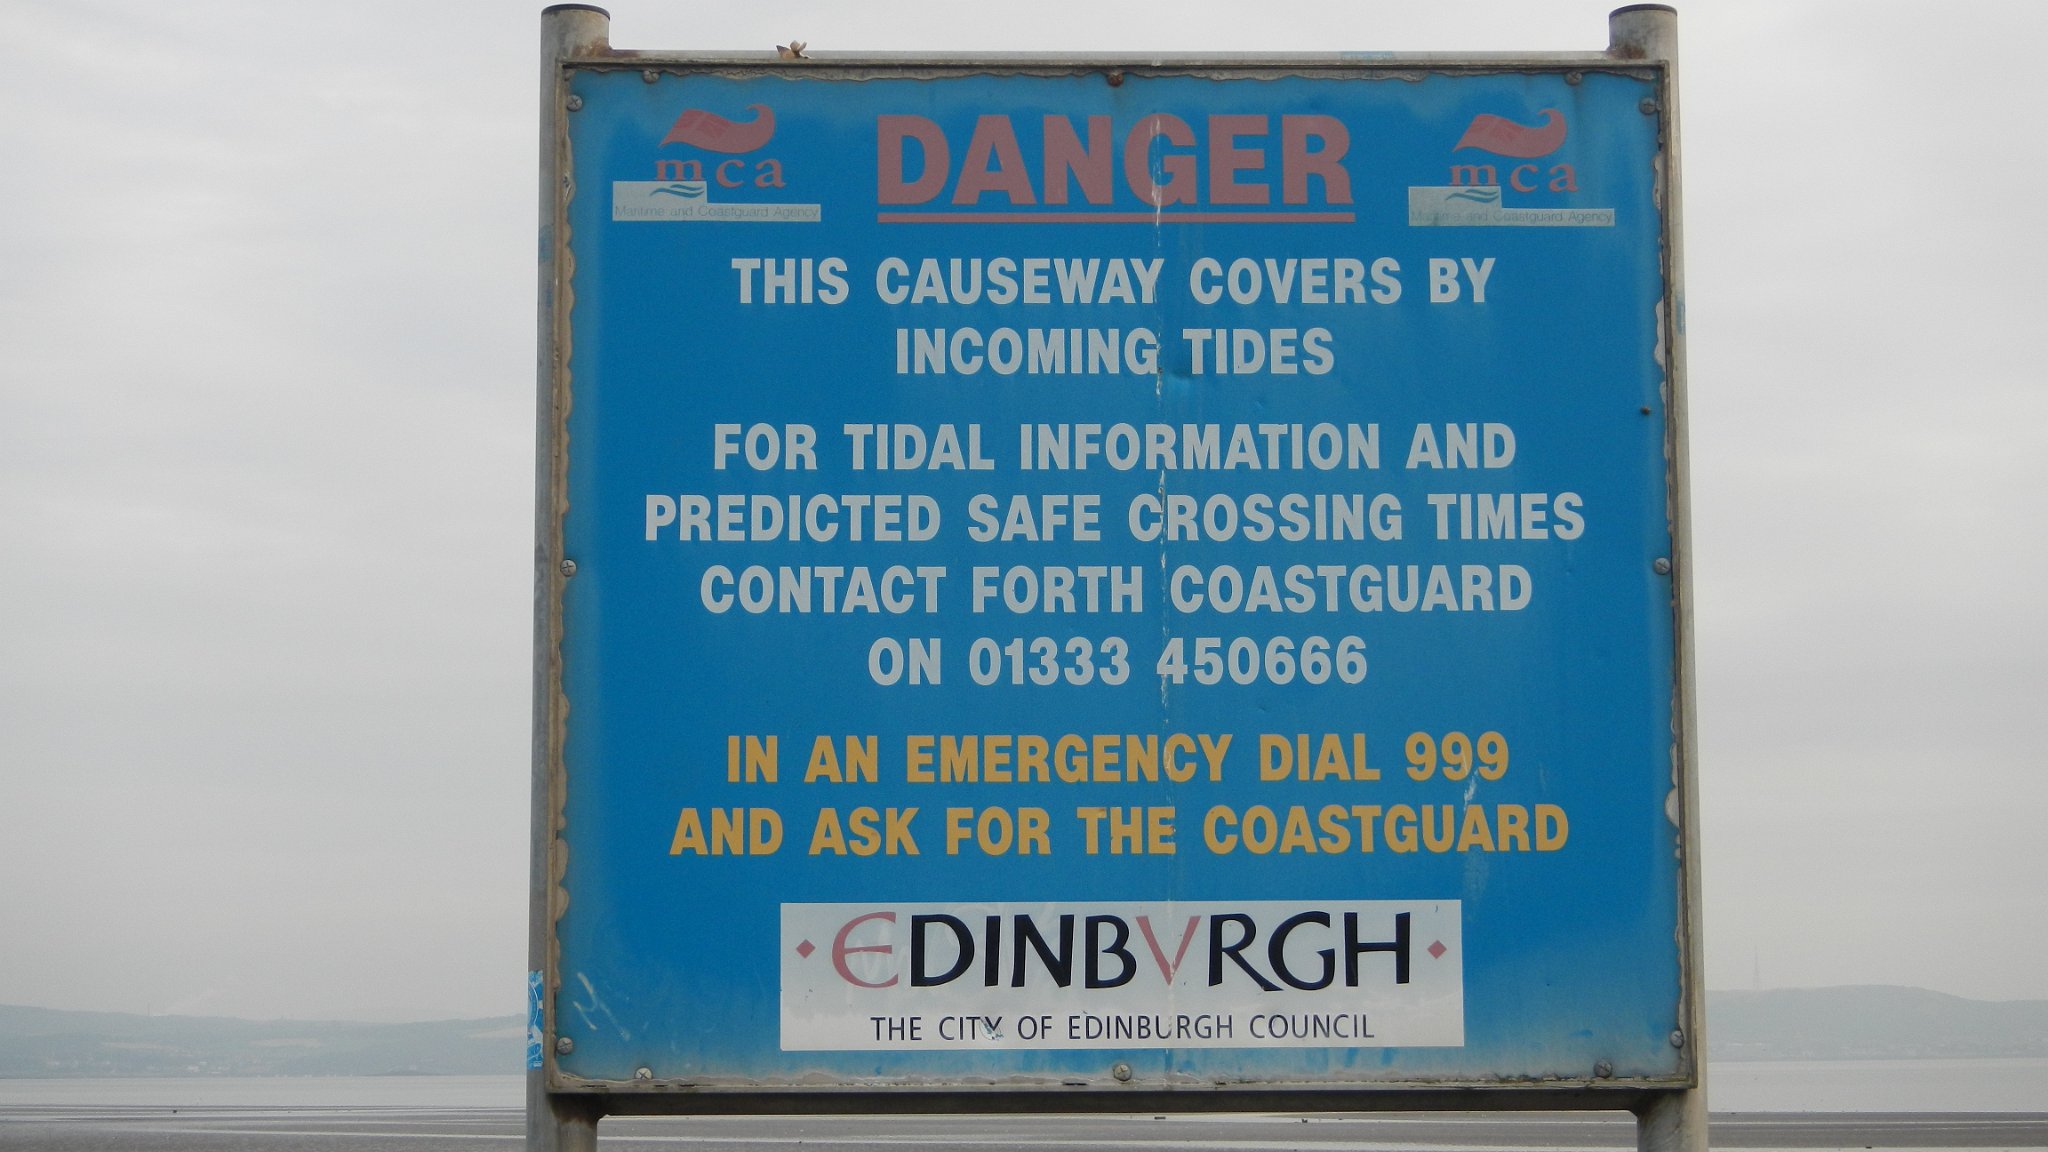 mca
Maritime and Coastguard Agency
DANGER
mca
Maritime and Coastguard Agency
THIS CAUSEWAY COVERS BY
INCOMING TIDES
FOR TIDAL INFORMATION AND
PREDICTED SAFE CROSSING TIMES
CONTACT FORTH COASTGUARD
ON 01333 450666
IN AN EMERGENCY DIAL 999
AND ASK FOR THE COASTGUARD
·EDINBVRGH·
THE CITY OF EDINBURGH COUNCIL